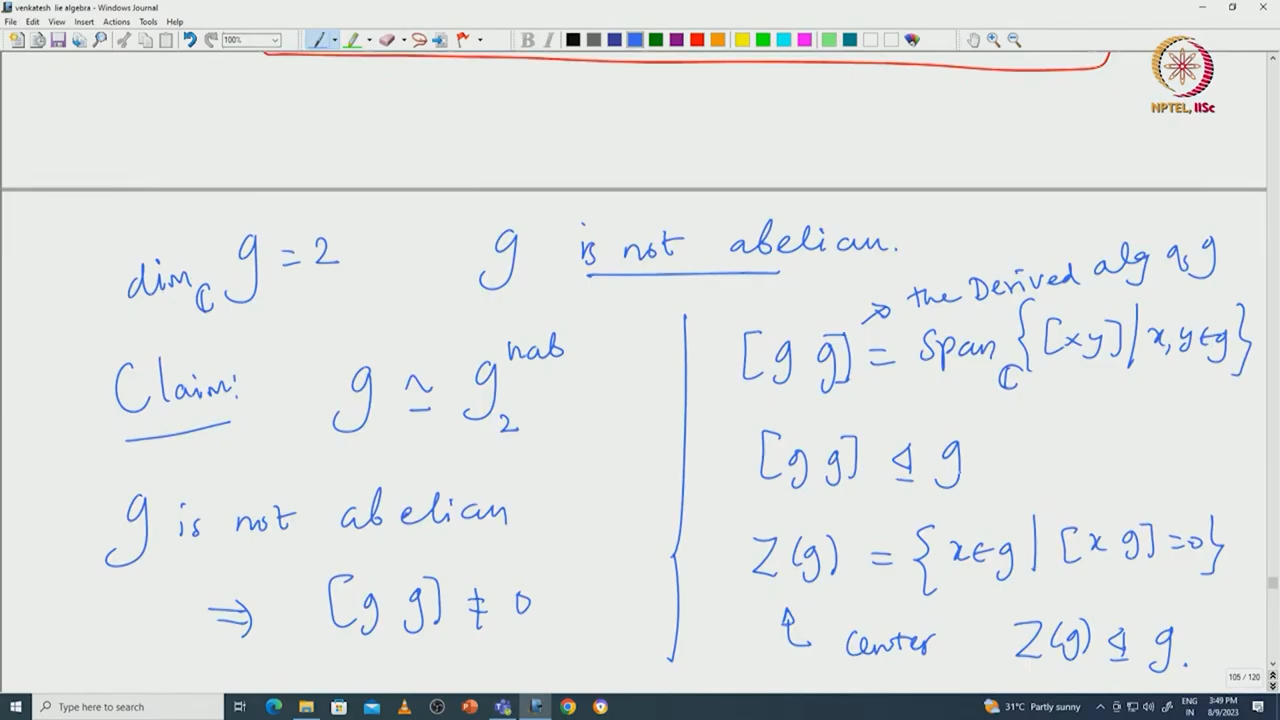 venkatesh lie algebra - Windows Journal
File Edit View Insert Actions Tools Help
100%
B I
NPTEL, IISc
dim_ℂ g = 2    g is not abelian.
Claim: g ≃ g_2^{nab}
g is not abelian
⇒ [g g] ≠ 0
the Derived alg of g
[g g] = Span_ℂ {[x y] | x, y ∈ g}
[g g] ⊴ g
Z(g) = {x ∈ g | [x g] = 0}
center    Z(g) ⊴ g.
105 / 120
Type here to search
31°C Partly sunny
ENG
IN
3:49 PM
8/9/2023